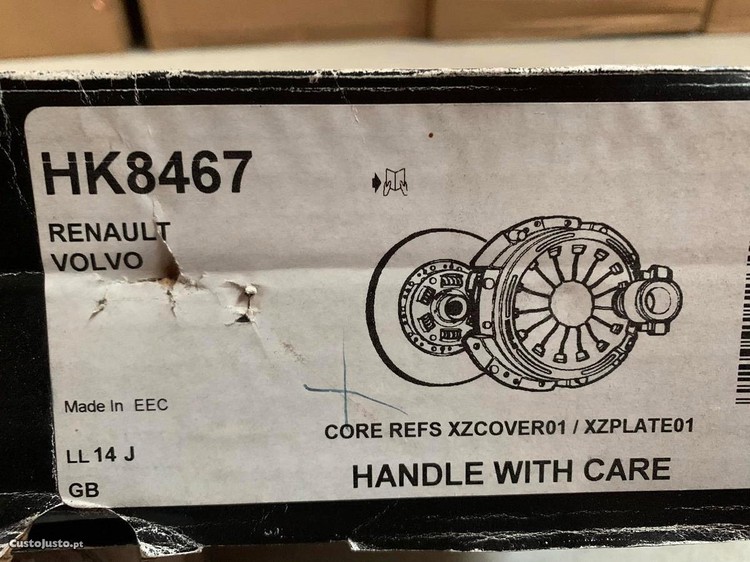 HK8467
RENAULT
VOLVO
Made In EEC
CORE REFS XZCOVER01 / XZPLATE01
LL 14 J
HANDLE WITH CARE
GB
CustoJusto.pt